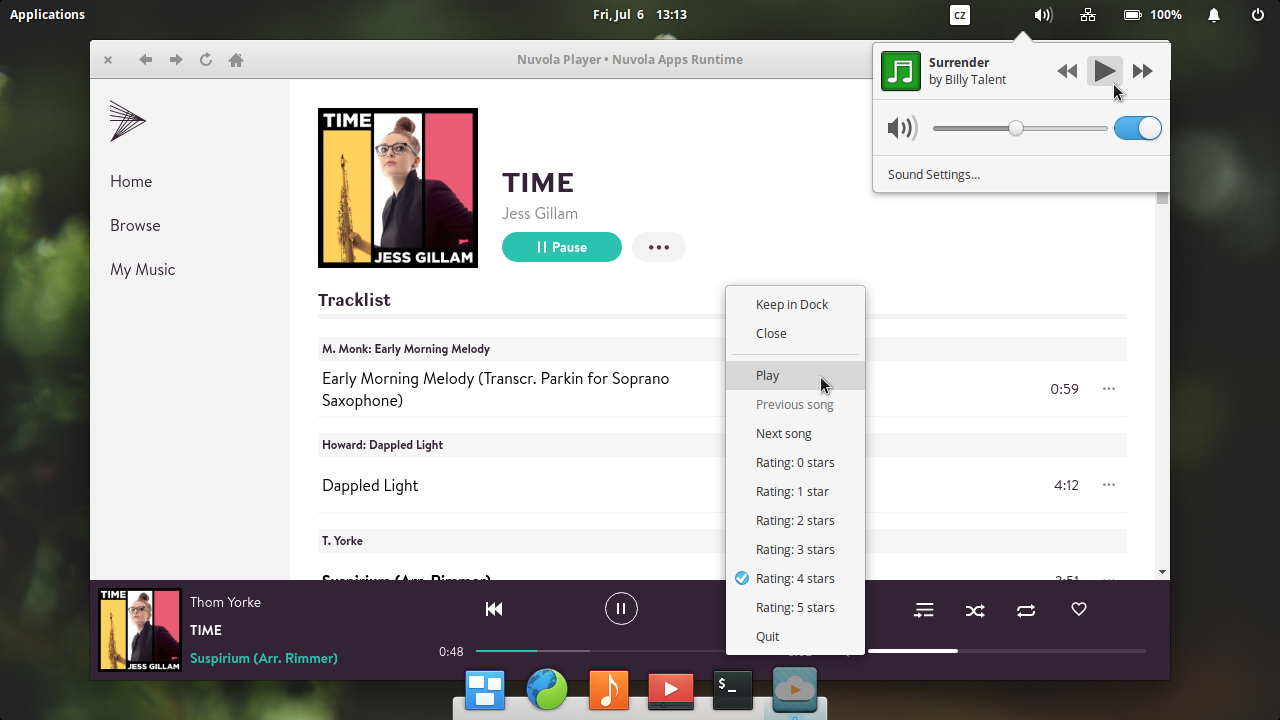 Applications
Fri, Jul 6 13:13
CZ
100%
Nuvola Player • Nuvola Apps Runtime
Surrender
by Billy Talent
Sound Settings...
Home
Browse
My Music
TIME
JESS GILLAM
TIME
Jess Gillam
Pause
Tracklist
M. Monk: Early Morning Melody
Early Morning Melody (Transcr. Parkin for Soprano
Saxophone)
0:59
Howard: Dappled Light
Dappled Light
4:12
T. Yorke
Suspirium (Arr. Rimmer)
Keep in Dock
Close
Play
Previous song
Next song
Rating: 0 stars
Rating: 1 star
Rating: 2 stars
Rating: 3 stars
Rating: 4 stars
Rating: 5 stars
Quit
TIME
JESS GILLAM
Thom Yorke
TIME
Suspirium (Arr. Rimmer)
0:48
$_